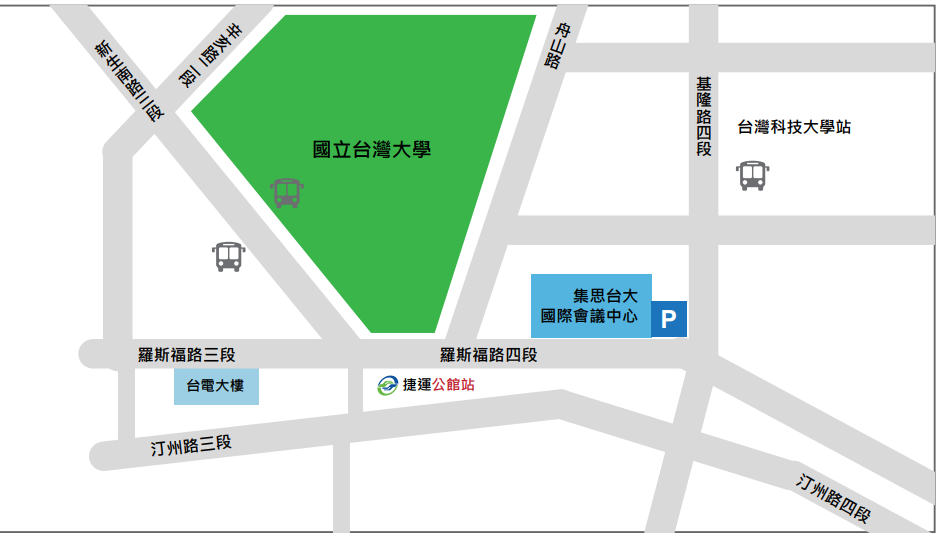 新生南路三段
辛亥路一段
舟山路
基隆路四段
台灣科技大學站
國立台灣大學
集思台大
國際會議中心
P
羅斯福路三段
羅斯福路四段
台電大樓
捷運公館站
汀州路三段
汀州路四段